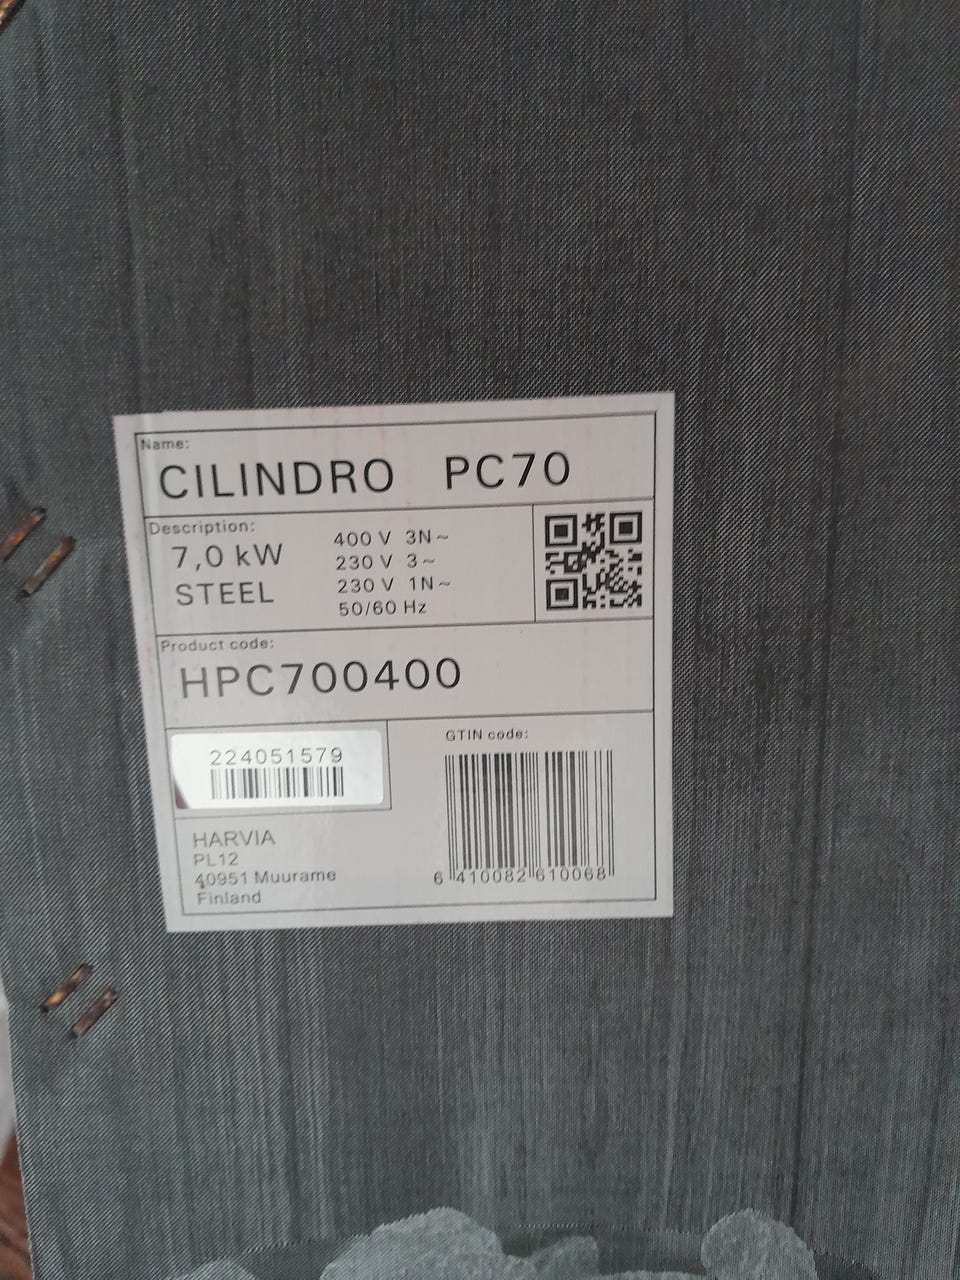 Name:
CILINDRO PC70
Description:
7,0 kW
STEEL
400 V 3N~
230 V 3~
230 V 1N~
50/60 Hz
Product code:
HPC700400
224051579
GTIN code:
6 410082 610068
HARVIA
PL12
40951 Muurame
Finland